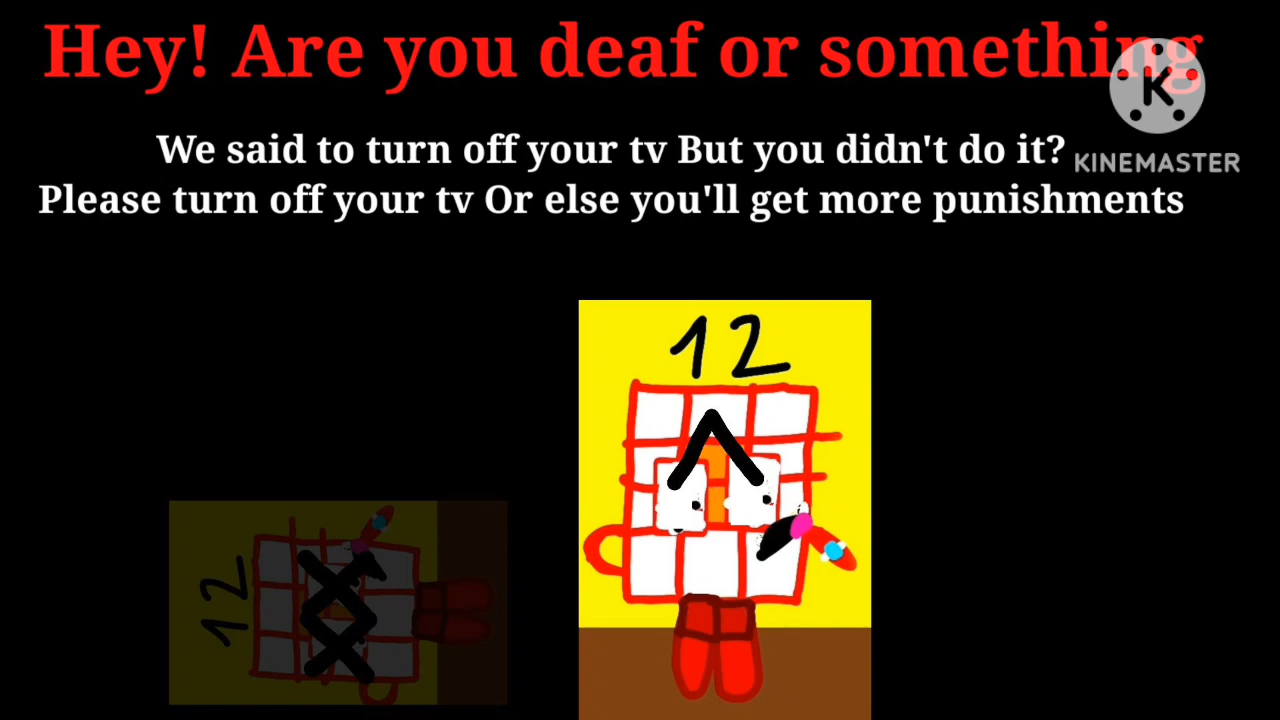 Hey! Are you deaf or something
We said to turn off your tv But you didn't do it?
Please turn off your tv Or else you'll get more punishments
K
KINEMASTER
12
12